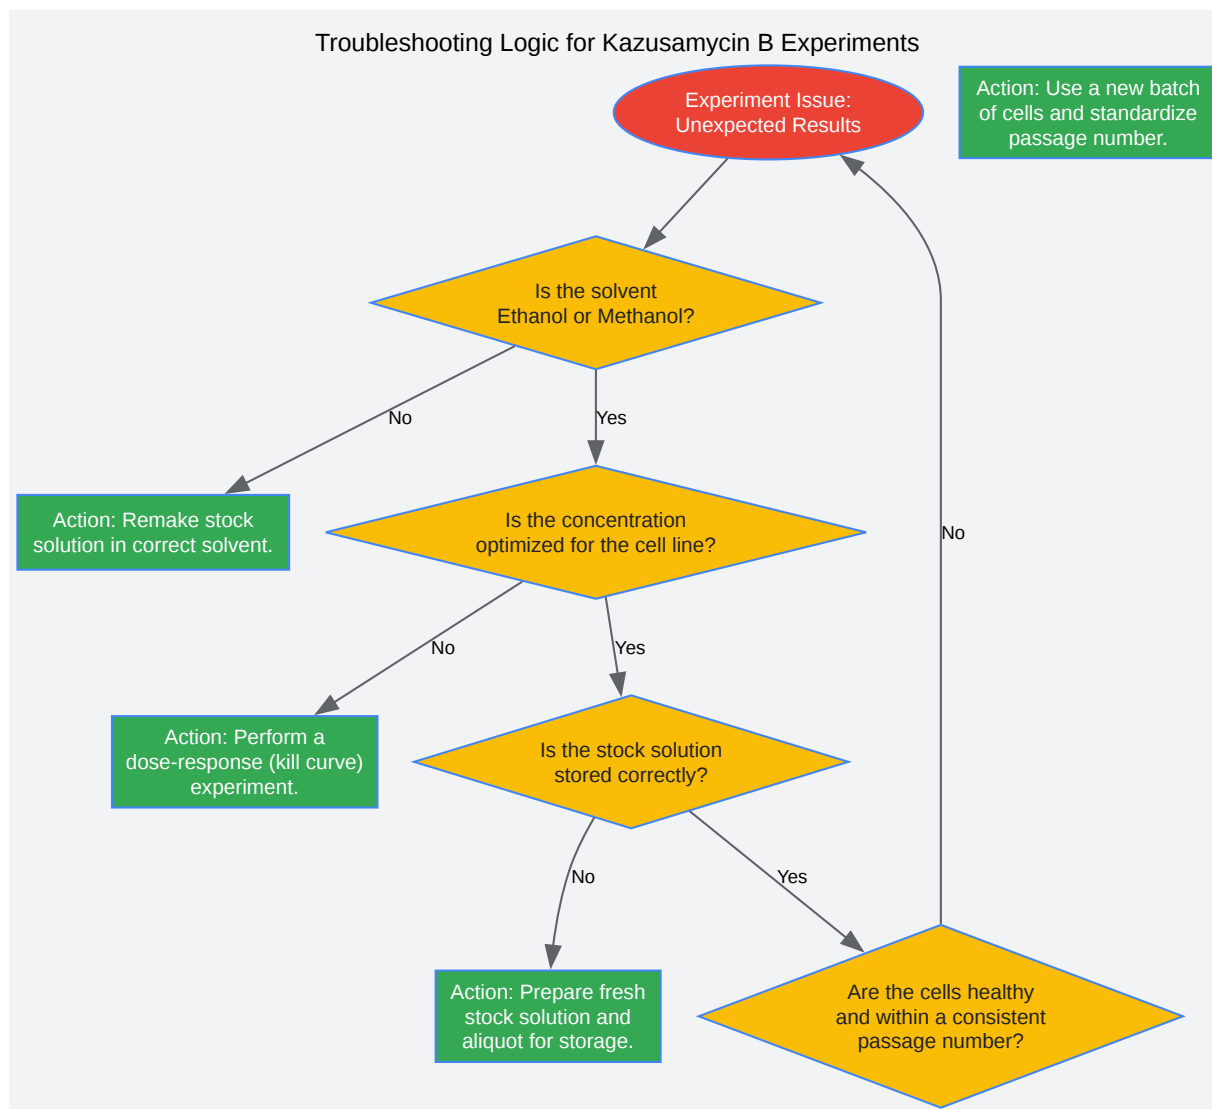 Troubleshooting Logic for Kazusamycin B Experiments
Experiment Issue:
Unexpected Results
Action: Use a new batch
of cells and standardize
passage number.
Is the solvent
Ethanol or Methanol?
No
Yes
Action: Remake stock
solution in correct solvent.
Is the concentration
optimized for the cell line?
No
No
Yes
Action: Perform a
dose-response (kill curve)
experiment.
Is the stock solution
stored correctly?
No
Yes
Action: Prepare fresh
stock solution and
aliquot for storage.
Are the cells healthy
and within a consistent
passage number?